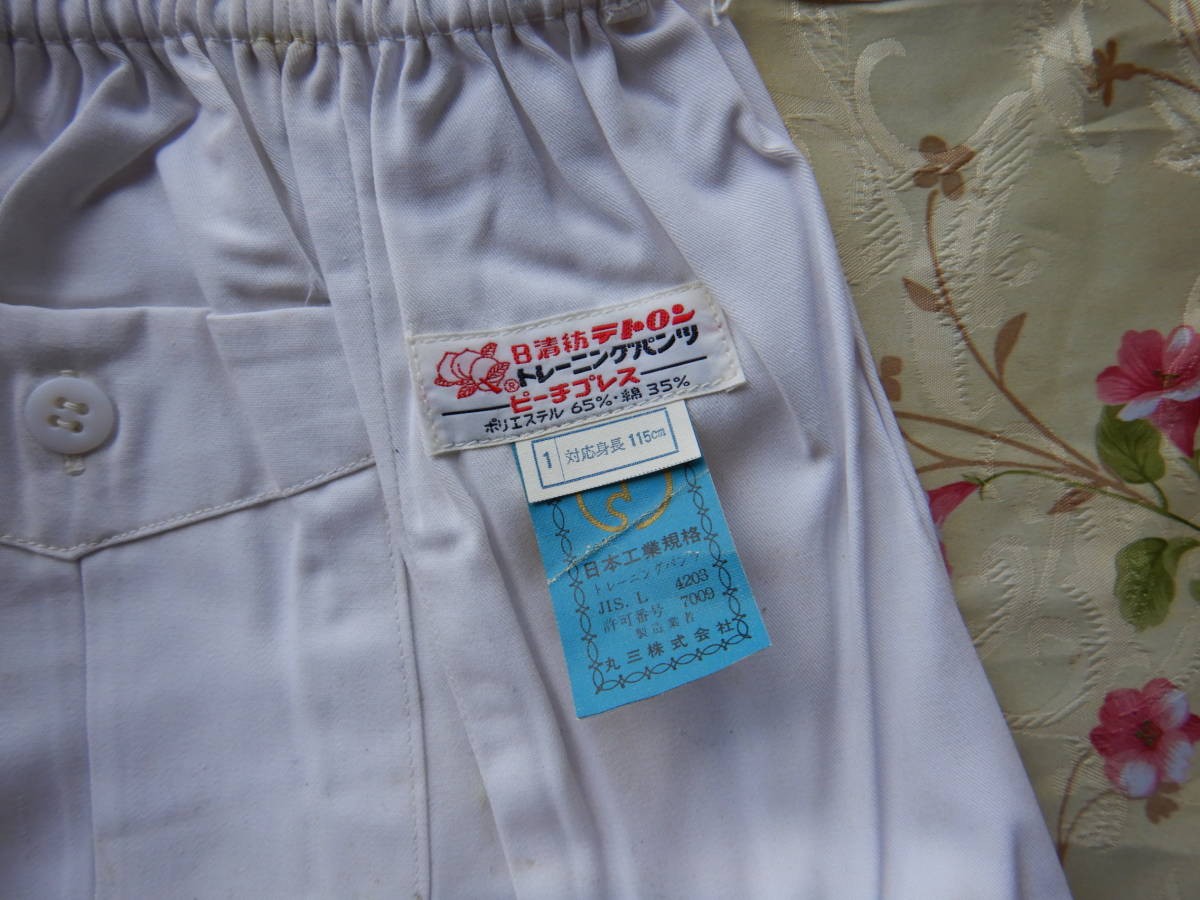 日清紡テトロン
®トレーニングパンツ
ピーチプレス
ポリエステル 65%・綿 35%
1 対応身長 115cm
日本工業規格
トレーニングパンツ
JIS. L 4203
許可番号 7009
製造業者
丸三株式会社